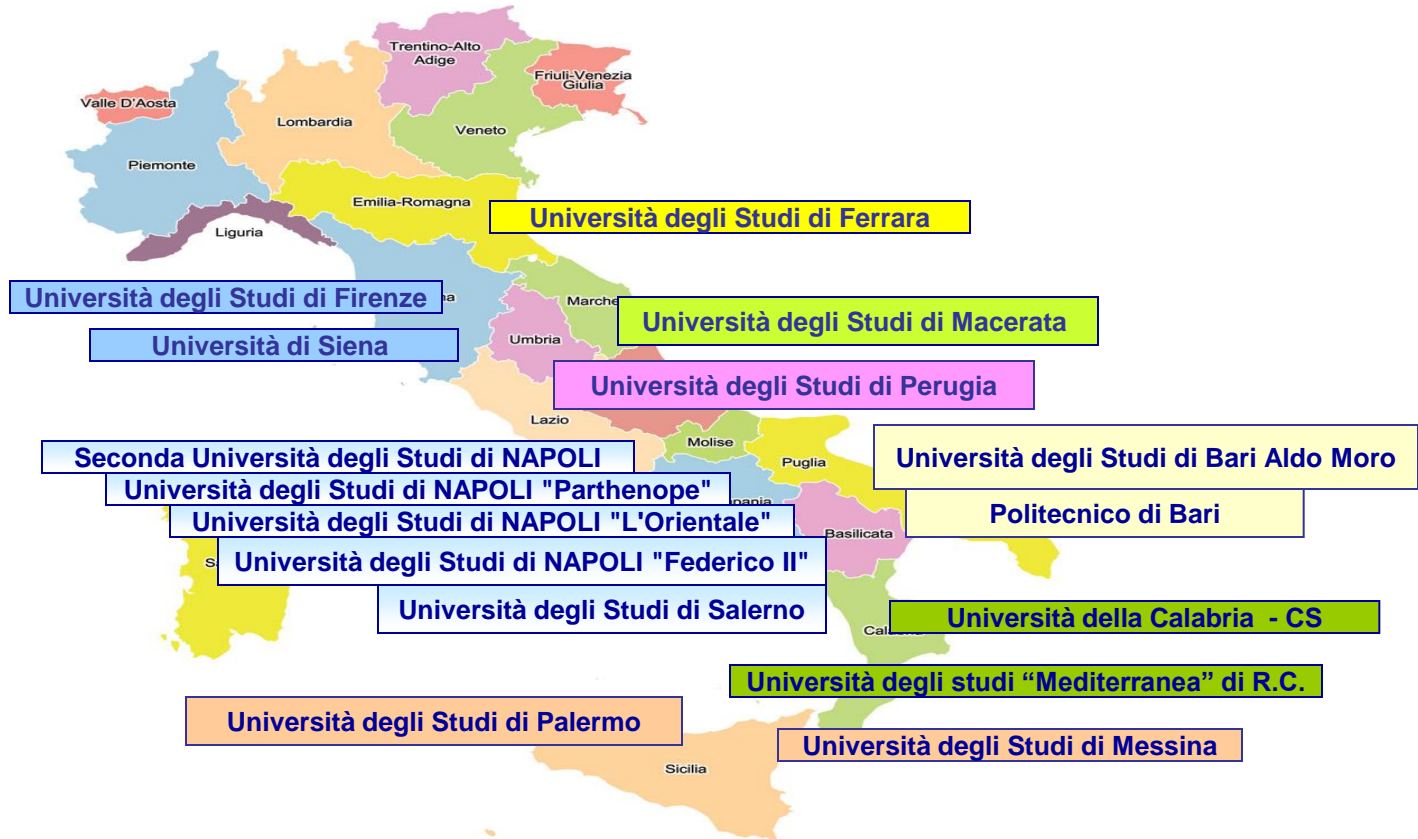 Trentino-Alto
Adige
Friuli-Venezia
Giulia
Valle D'Aosta
Lombardia
Veneto
Piemonte
Emilia-Romagna
Università degli Studi di Ferrara
Liguria
Università degli Studi di Firenze
Marche
Università degli Studi di Macerata
Università di Siena
Umbria
Università degli Studi di Perugia
Lazio
Molise
Seconda Università degli Studi di NAPOLI
Puglia
Università degli Studi di Bari Aldo Moro
Università degli Studi di NAPOLI "Parthenope"
Università degli Studi di NAPOLI "L'Orientale"
Politecnico di Bari
Basilicata
Università degli Studi di NAPOLI "Federico II"
Università degli Studi di Salerno
Università della Calabria - CS
Università degli studi “Mediterranea” di R.C.
Università degli Studi di Palermo
Università degli Studi di Messina
Sicilia